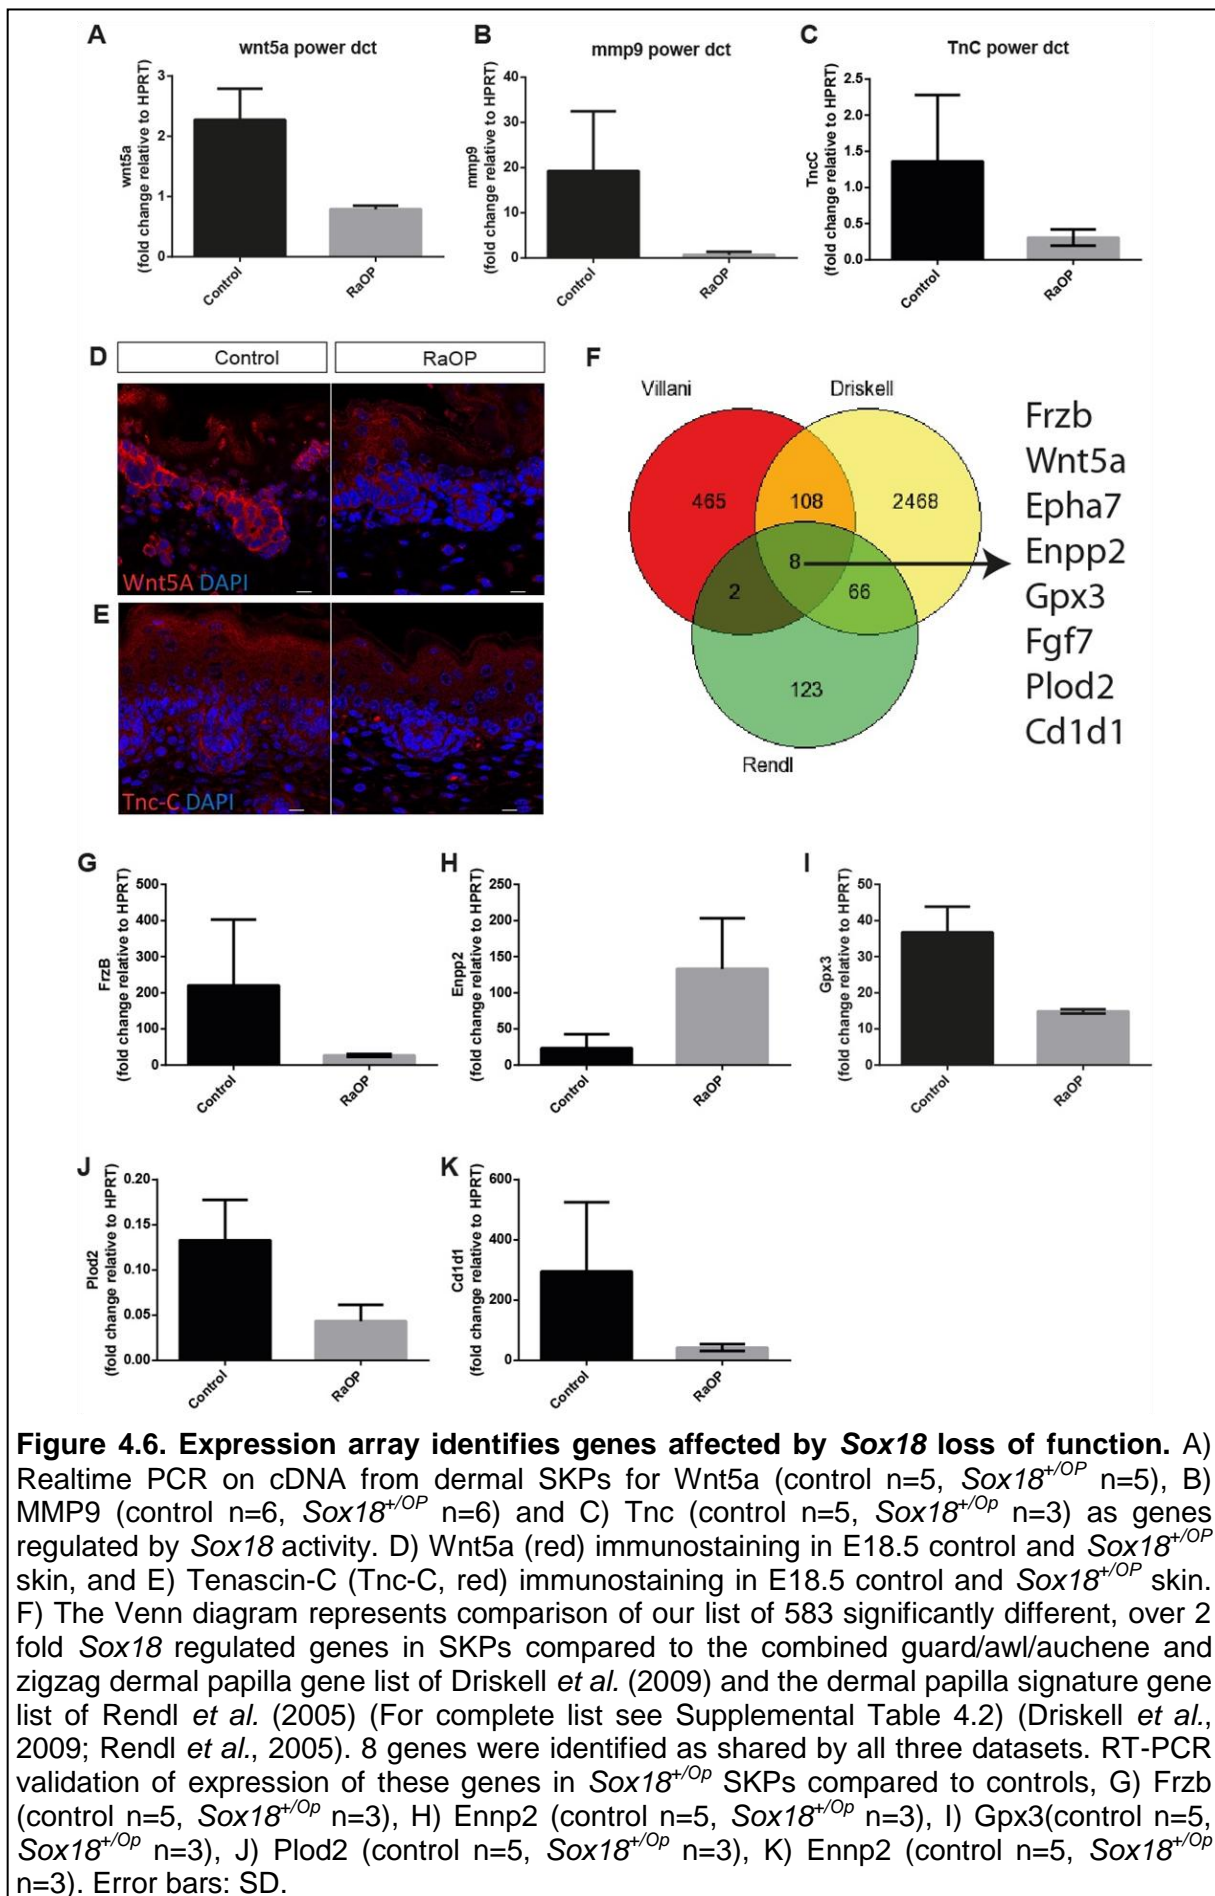 A
wnt5a power dct
wnt5a
(fold change relative to HPRT)
3
2
1
0
Control
RaOP
B
mmp9 power dct
mmp9
(fold change relative to HPRT)
40
30
20
10
0
Control
RaOP
C
TnC power dct
TncC
(fold change relative to HPRT)
2.5
2.0
1.5
1.0
0.5
0.0
Control
RaOP
D
Control
RaOP
Wnt5A DAPI
E
Tnc-C DAPI
F
Villani
Driskell
465
108
2468
8
2
66
123
Rendl
Frzb
Wnt5a
Epha7
Enpp2
Gpx3
Fgf7
Plod2
Cd1d1
G
FrzB
(fold change relative to HPRT)
500
400
300
200
100
0
Control
RaOP
H
Enpp2
(fold change relative to HPRT)
250
200
150
100
50
0
Control
RaOP
I
Gpx3
(fold change relative to HPRT)
50
40
30
20
10
0
Control
RaOP
J
Plod2
(fold change relative to HPRT)
0.20
0.15
0.10
0.05
0.00
Control
RaOP
K
Cd1d1
(fold change relative to HPRT)
600
400
200
0
Control
RaOP
Figure 4.6. Expression array identifies genes affected by Sox18 loss of function. A)
Realtime PCR on cDNA from dermal SKPs for Wnt5a (control n=5, Sox18+/OP n=5), B)
MMP9 (control n=6, Sox18+/OP n=6) and C) Tnc (control n=5, Sox18+/Op n=3) as genes
regulated by Sox18 activity. D) Wnt5a (red) immunostaining in E18.5 control and Sox18+/OP
skin, and E) Tenascin-C (Tnc-C, red) immunostaining in E18.5 control and Sox18+/OP skin.
F) The Venn diagram represents comparison of our list of 583 significantly different, over 2
fold Sox18 regulated genes in SKPs compared to the combined guard/awl/auchene and
zigzag dermal papilla gene list of Driskell et al. (2009) and the dermal papilla signature gene
list of Rendl et al. (2005) (For complete list see Supplemental Table 4.2) (Driskell et al.,
2009; Rendl et al., 2005). 8 genes were identified as shared by all three datasets. RT-PCR
validation of expression of these genes in Sox18+/Op SKPs compared to controls, G) Frzb
(control n=5, Sox18+/Op n=3), H) Ennp2 (control n=5, Sox18+/Op n=3), I) Gpx3(control n=5,
Sox18+/Op n=3), J) Plod2 (control n=5, Sox18+/Op n=3), K) Ennp2 (control n=5, Sox18+/Op
n=3). Error bars: SD.